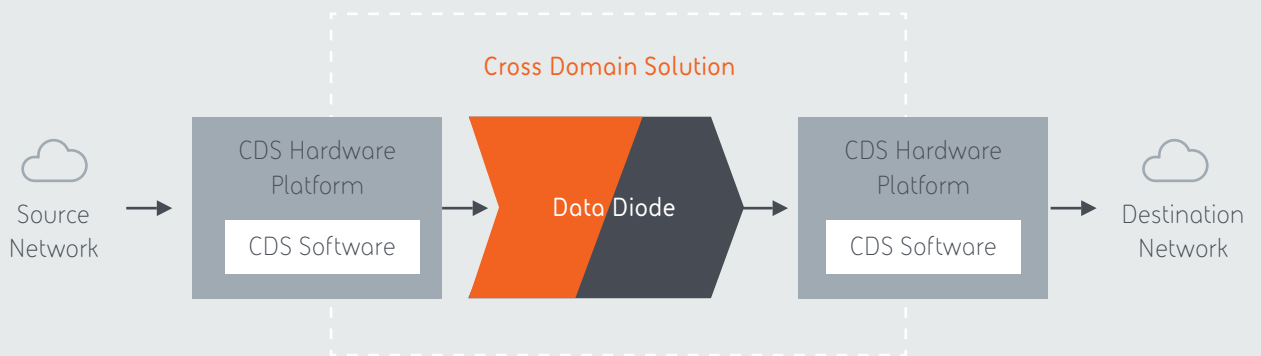 Cross Domain Solution
Source
Network
CDS Hardware
Platform
CDS Software
Data Diode
CDS Hardware
Platform
CDS Software
Destination
Network